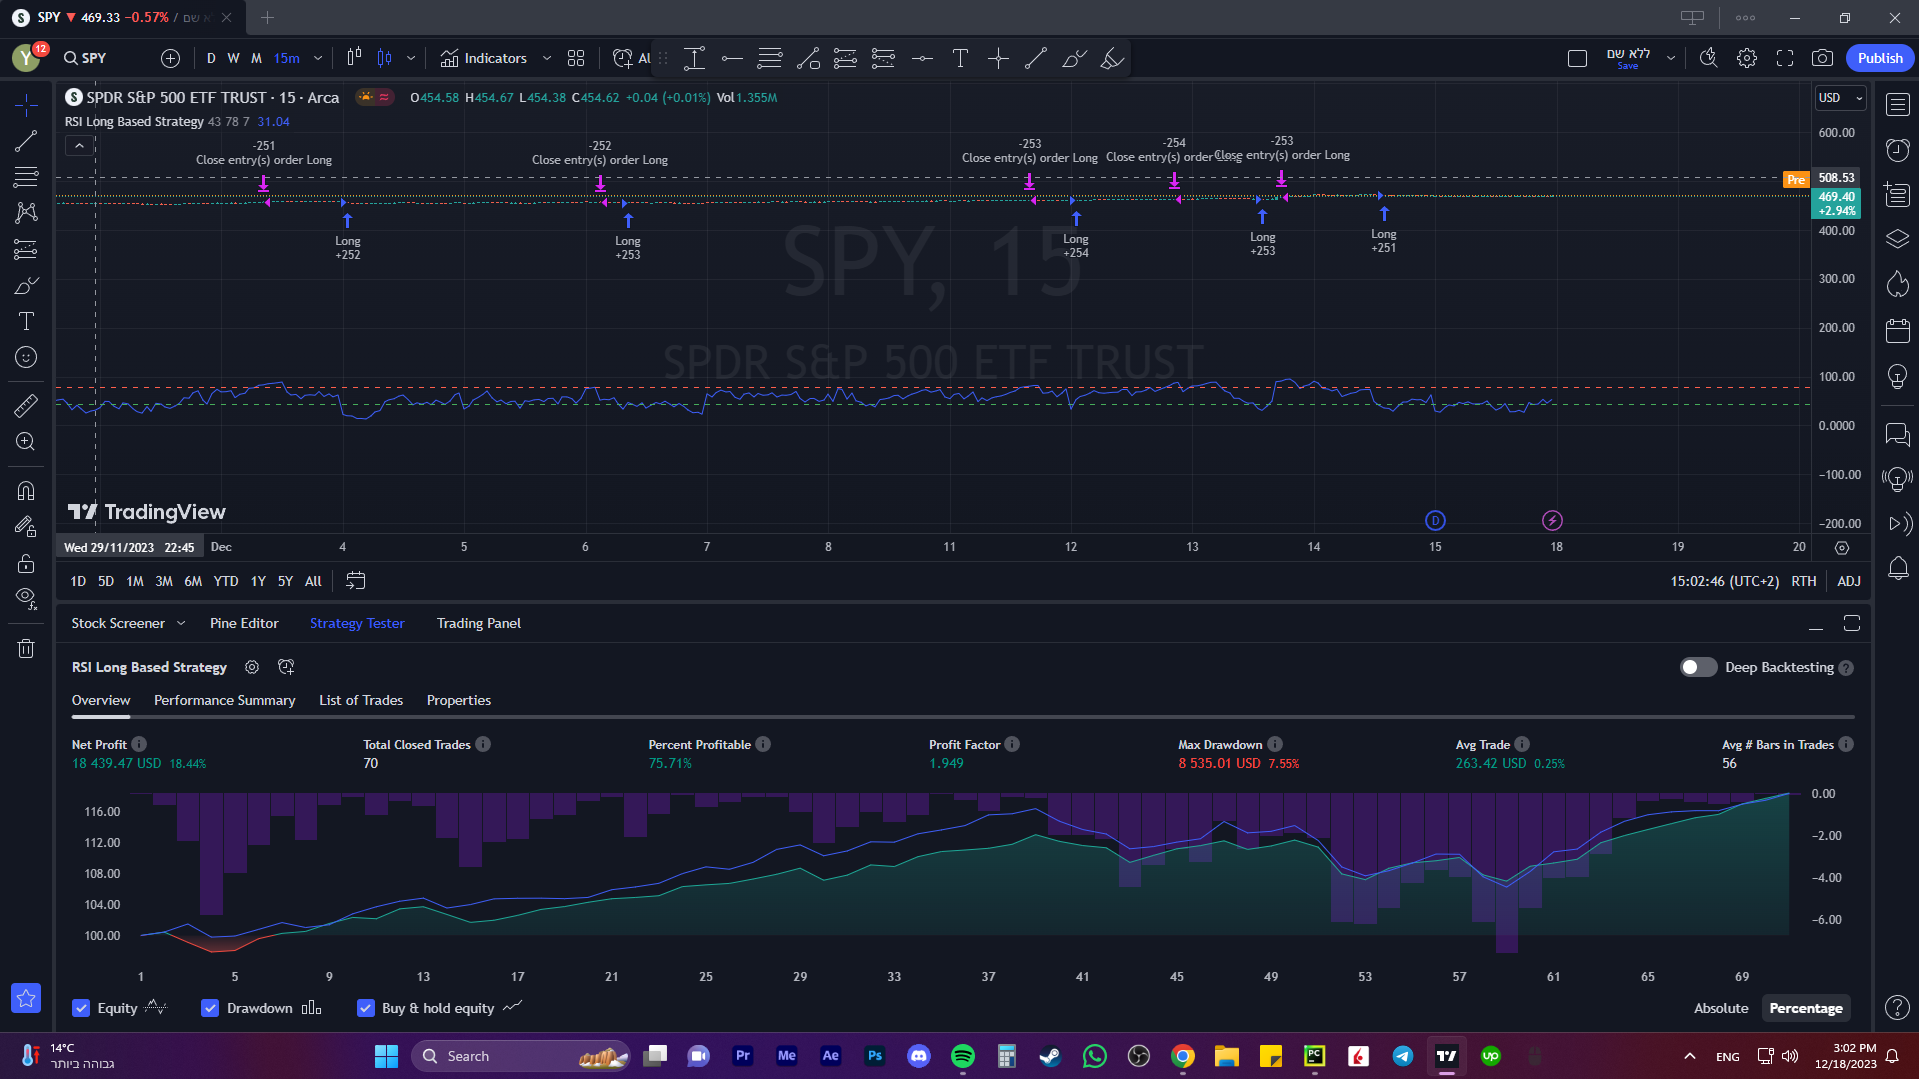 SPY ▼ 469.33 −0.57% / ללא שם
Y 12 SPY D W M 15m Indicators Al T ללא שם Save Publish
S SPDR S&P 500 ETF TRUST · 15 · Arca O454.58 H454.67 L454.38 C454.62 +0.04 (+0.01%) Vol1.355M USD
RSI Long Based Strategy 43 78 7 31.04
600.00
-251
Close entry(s) order Long
-252
Close entry(s) order Long
-253
Close entry(s) order Long
-254
Close entry(s) order Long
-253
Close entry(s) order Long
Pre 508.53
469.40
+2.94%
400.00
300.00
200.00
100.00
0.0000
−100.00
−200.00
Long
+252
Long
+253
Long
+254
Long
+253
Long
+251
SPY, 15
SPDR S&P 500 ETF TRUST
TradingView
D
Wed 29/11/2023 22:45 Dec 4 5 6 7 8 11 12 13 14 15 18 19 20
1D 5D 1M 3M 6M YTD 1Y 5Y All 15:02:46 (UTC+2) RTH ADJ
Stock Screener Pine Editor Strategy Tester Trading Panel
RSI Long Based Strategy Deep Backtesting ?
Overview Performance Summary List of Trades Properties
Net Profit Total Closed Trades Percent Profitable Profit Factor Max Drawdown Avg Trade Avg # Bars in Trades
18 439.47 USD 18.44% 70 75.71% 1.949 8 535.01 USD 7.55% 263.42 USD 0.25% 56
116.00
112.00
108.00
104.00
100.00
0.00
−2.00
−4.00
−6.00
1 5 9 13 17 21 25 29 33 37 41 45 49 53 57 61 65 69
Equity Drawdown Buy & hold equity Absolute Percentage
14°C
גבוהה ביותר
Search Pr Me Ae Ps PC up ENG
3:02 PM
12/18/2023